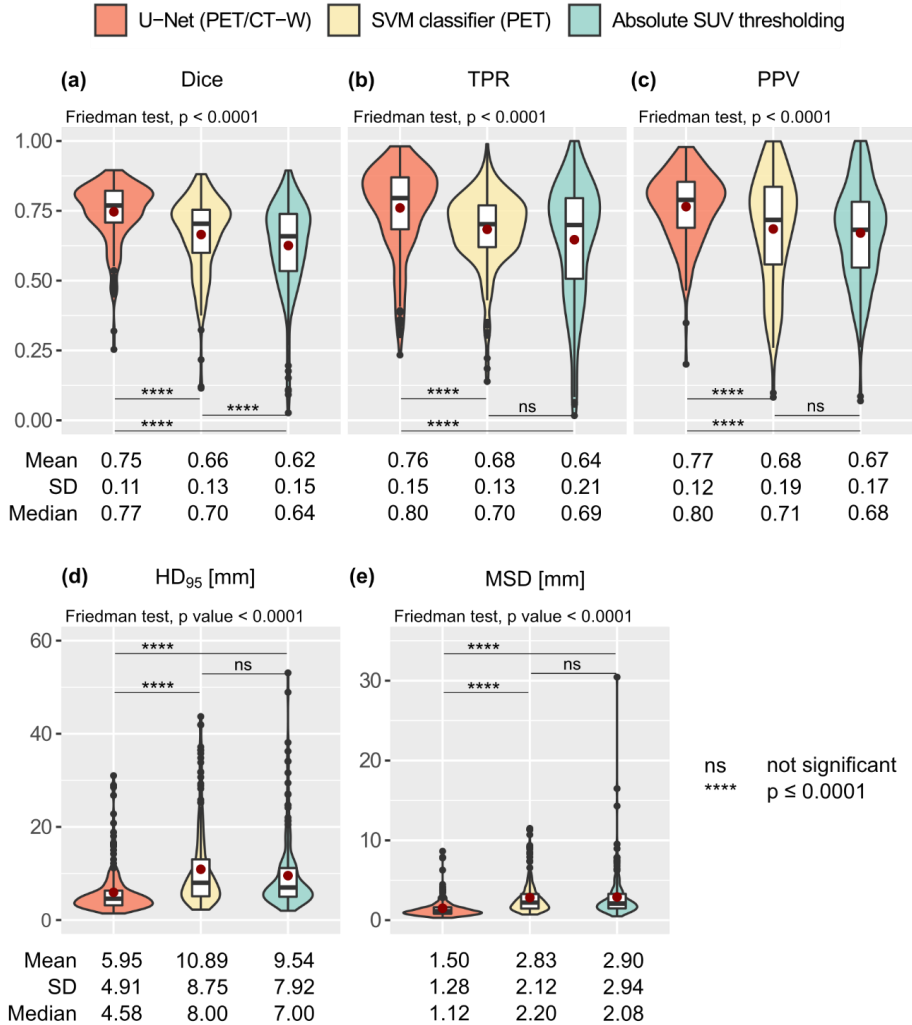 U−Net (PET/CT−W) SVM classifier (PET) Absolute SUV thresholding
(a) Dice (b) TPR (c) PPV
Friedman test, p < 0.0001 Friedman test, p < 0.0001 Friedman test, p < 0.0001
1.00
0.75
0.50
0.25
0.00
**** **** ****
**** ns ns
**** **** ****
Mean 0.75 0.66 0.62 0.76 0.68 0.64 0.77 0.68 0.67
SD 0.11 0.13 0.15 0.15 0.13 0.21 0.12 0.19 0.17
Median 0.77 0.70 0.64 0.80 0.70 0.69 0.80 0.71 0.68
(d) HD95 [mm] (e) MSD [mm]
Friedman test, p value < 0.0001 Friedman test, p value < 0.0001
60
40
20
0
**** ****
ns ns
**** ****
30
20
10
0
ns not significant
**** p ≤ 0.0001
Mean 5.95 10.89 9.54 1.50 2.83 2.90
SD 4.91 8.75 7.92 1.28 2.12 2.94
Median 4.58 8.00 7.00 1.12 2.20 2.08